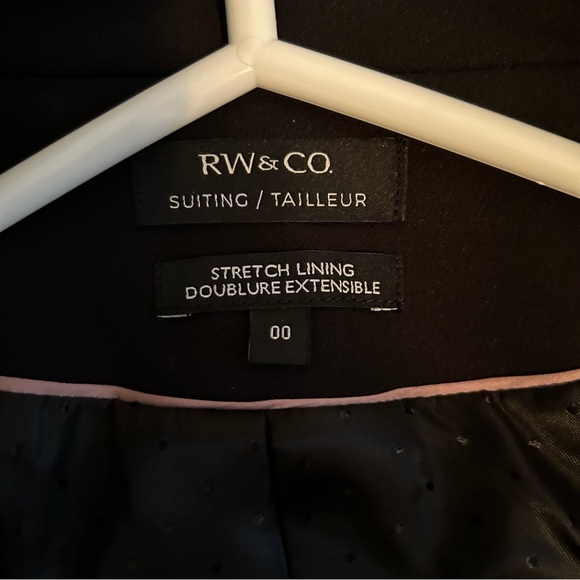 RW&CO.
SUITING / TAILLEUR
STRETCH LINING
DOUBLURE EXTENSIBLE
00